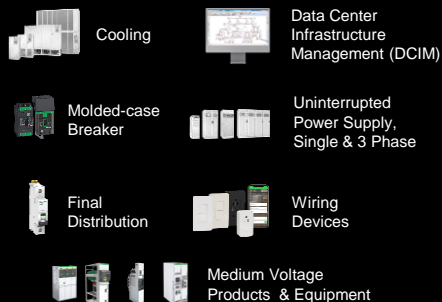 Cooling
Data Center
Infrastructure
Management (DCIM)
Molded-case
Breaker
Uninterrupted
Power Supply,
Single & 3 Phase
Final
Distribution
Wiring
Devices
Medium Voltage
Products & Equipment